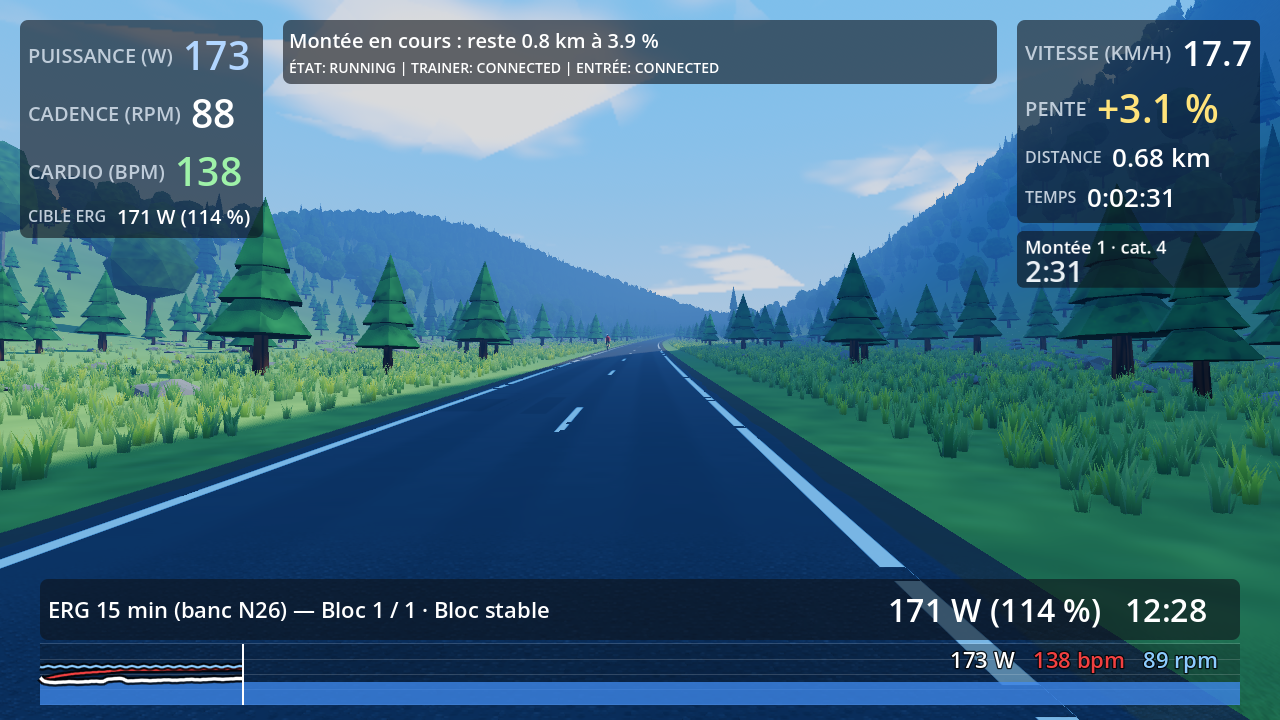 PUISSANCE (W) 173
CADENCE (RPM) 88
CARDIO (BPM) 138
CIBLE ERG 171 W (114 %)
Montée en cours : reste 0.8 km à 3.9 %
ÉTAT: RUNNING | TRAINER: CONNECTED | ENTRÉE: CONNECTED
VITESSE (KM/H) 17.7
PENTE +3.1 %
DISTANCE 0.68 km
TEMPS 0:02:31
Montée 1 · cat. 4
2:31
ERG 15 min (banc N26) — Bloc 1 / 1 · Bloc stable 171 W (114 %) 12:28
173 W 138 bpm 89 rpm